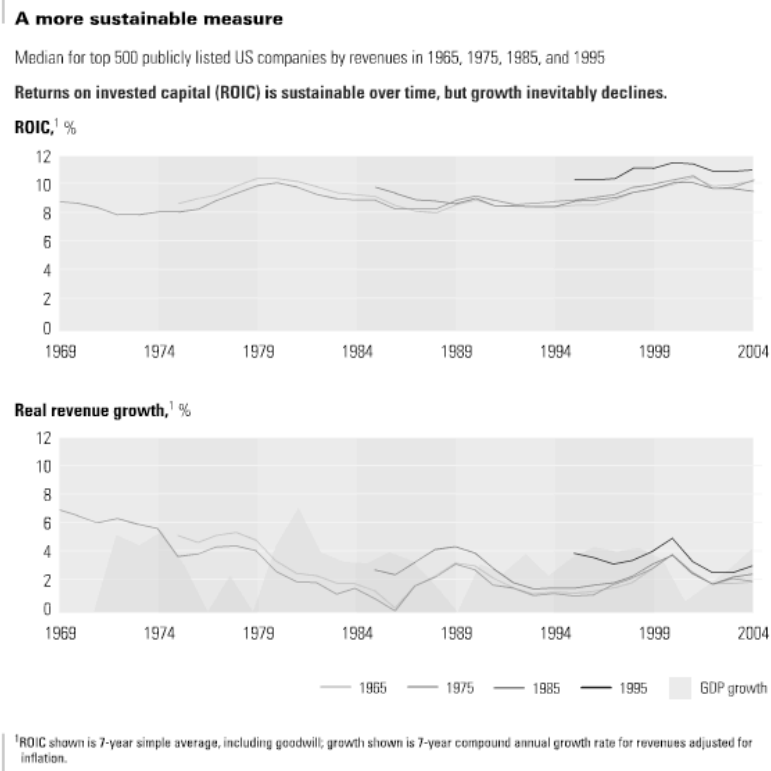 A more sustainable measure
Median for top 500 publicly listed US companies by revenues in 1965, 1975, 1985, and 1995
Returns on invested capital (ROIC) is sustainable over time, but growth inevitably declines.
ROIC,¹ %
12
10
8
6
4
2
0
1969 1974 1979 1984 1989 1994 1999 2004
Real revenue growth,¹ %
12
10
8
6
4
2
0
1969 1974 1979 1984 1989 1994 1999 2004
1965 1975 1985 1995 GDP growth
¹ROIC shown is 7-year simple average, including goodwill; growth shown is 7-year compound annual growth rate for revenues adjusted for
inflation.